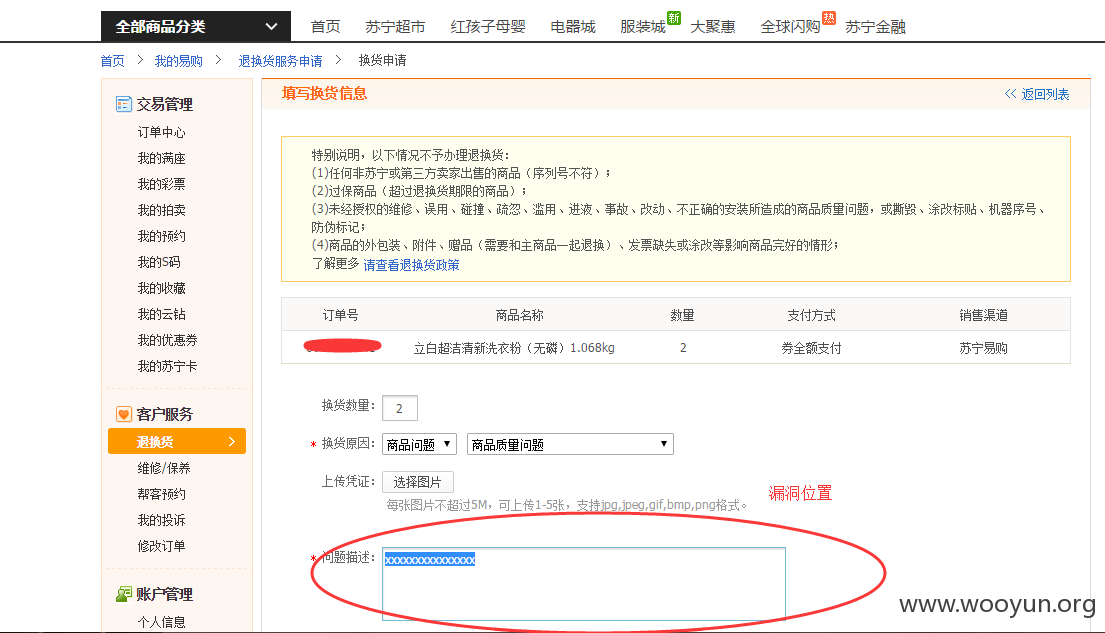 全部商品分类 首页 苏宁超市 红孩子母婴 电器城 服装城 新 大聚惠 全球闪购 热 苏宁金融
首页 > 我的易购 > 退换货服务申请 > 换货申请
交易管理
订单中心
我的满座
我的彩票
我的拍卖
我的预约
我的S码
我的收藏
我的云钻
我的优惠券
我的苏宁卡
客户服务
退换货
维修/保养
帮客预约
我的投诉
修改订单
账户管理
个人信息
填写换货信息 << 返回列表
特别说明，以下情况不予办理退换货：
(1)任何非苏宁或第三方卖家出售的商品（序列号不符）；
(2)过保商品（超过退换货期限的商品）；
(3)未经授权的维修、误用、碰撞、疏忽、滥用、进液、事故、改动、不正确的安装所造成的商品质量问题，或撕毁、涂改标贴、机器序号、
防伪标记；
(4)商品的外包装、附件、赠品（需要和主商品一起退换）、发票缺失或涂改等影响商品完好的情形；
了解更多 请查看退换货政策
订单号 商品名称 数量 支付方式 销售渠道
立白超洁清新洗衣粉（无磷）1.068kg 2 券全额支付 苏宁易购
换货数量： 2
* 换货原因： 商品问题 商品质量问题
上传凭证： 选择图片
每张图片不超过5M，可上传1-5张，支持jpg,jpeg,gif,bmp,png格式。
漏洞位置
* 问题描述： xxxxxxxxxxxxxxx
www.wooyun.org